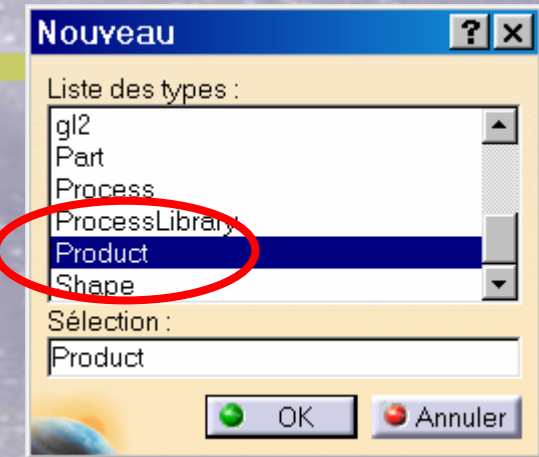 Nouveau
Liste des types :
gl2
Part
Process
ProcessLibrary
Product
Shape
Sélection :
Product
OK
Annuler